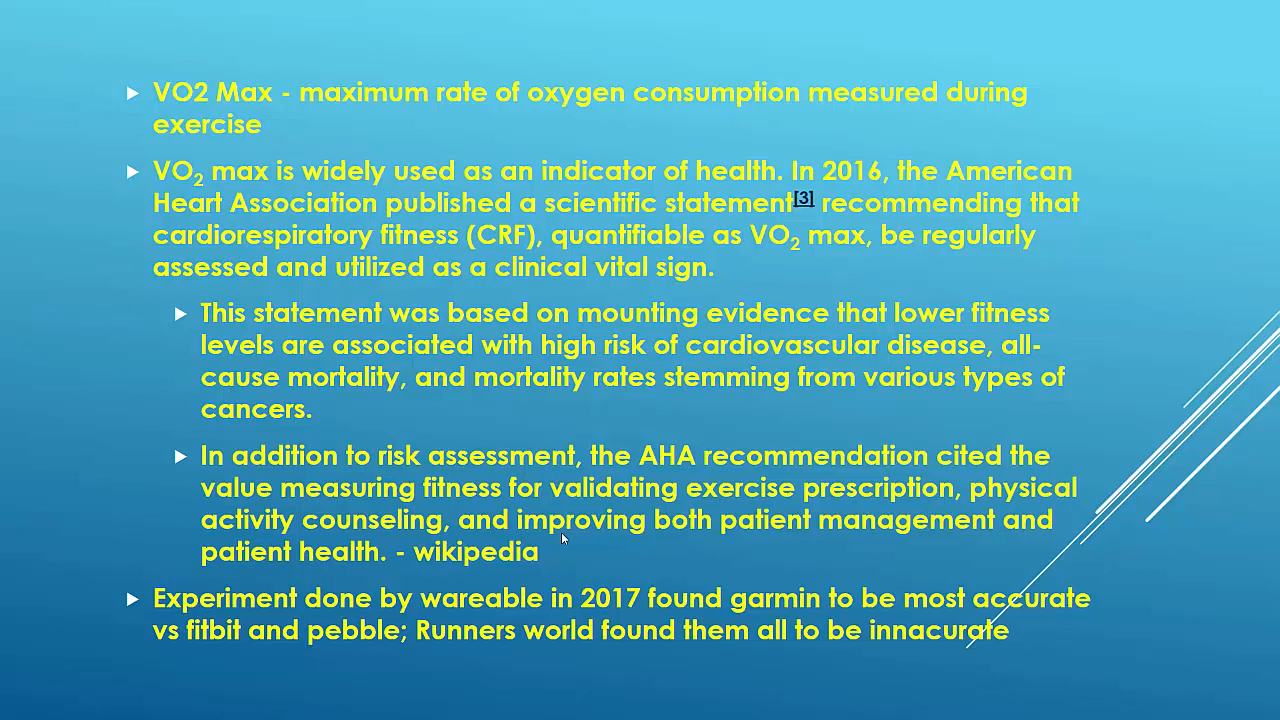 VO2 Max - maximum rate of oxygen consumption measured during
exercise
VO2 max is widely used as an indicator of health. In 2016, the American
Heart Association published a scientific statement[3] recommending that
cardiorespiratory fitness (CRF), quantifiable as VO2 max, be regularly
assessed and utilized as a clinical vital sign.
This statement was based on mounting evidence that lower fitness
levels are associated with high risk of cardiovascular disease, all-
cause mortality, and mortality rates stemming from various types of
cancers.
In addition to risk assessment, the AHA recommendation cited the
value measuring fitness for validating exercise prescription, physical
activity counseling, and improving both patient management and
patient health. - wikipedia
Experiment done by wareable in 2017 found garmin to be most accurate
vs fitbit and pebble; Runners world found them all to be innacurate